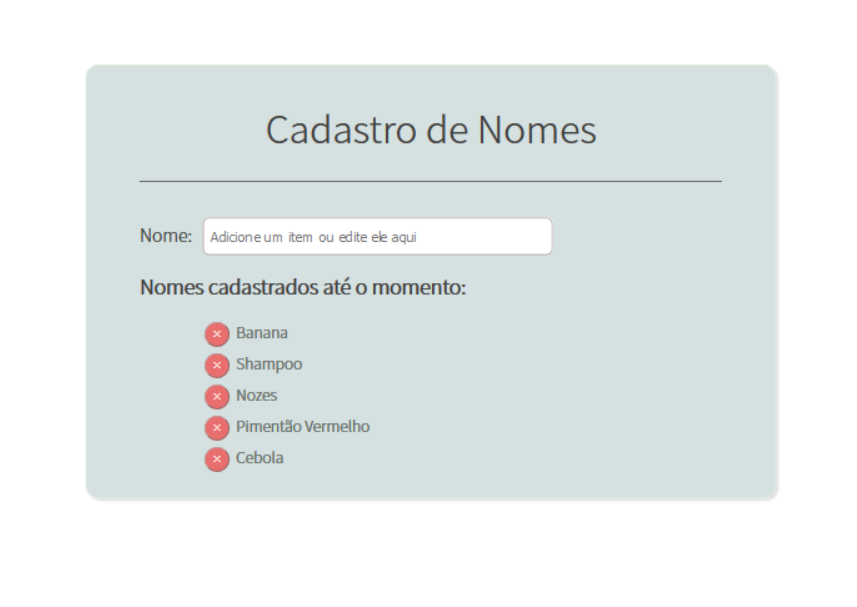 Cadastro de Nomes
Nome: Adicione um item ou edite ele aqui
Nomes cadastrados até o momento:
× Banana
× Shampoo
× Nozes
× Pimentão Vermelho
× Cebola